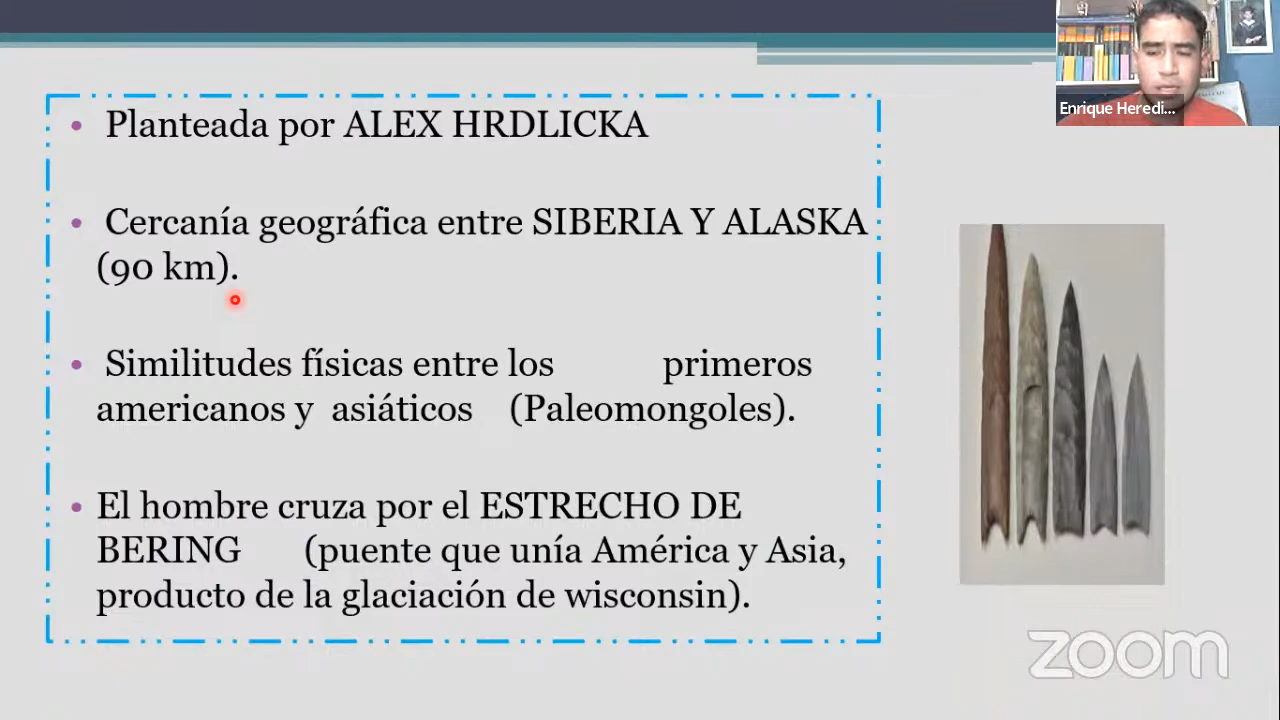 Planteada por ALEX HRDLICKA
Cercanía geográfica entre SIBERIA Y ALASKA
(90 km).
Similitudes físicas entre los primeros
americanos y asiáticos (Paleomongoles).
El hombre cruza por el ESTRECHO DE
BERING (puente que unía América y Asia,
producto de la glaciación de wisconsin).
Enrique Heredi...
zoom